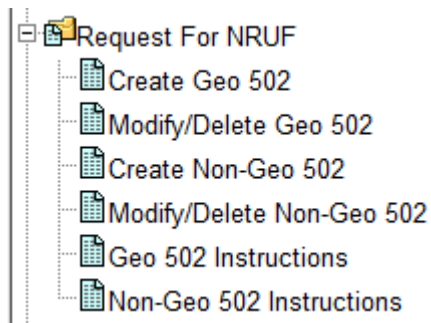 Request For NRUF
Create Geo 502
Modify/Delete Geo 502
Create Non-Geo 502
Modify/Delete Non-Geo 502
Geo 502 Instructions
Non-Geo 502 Instructions